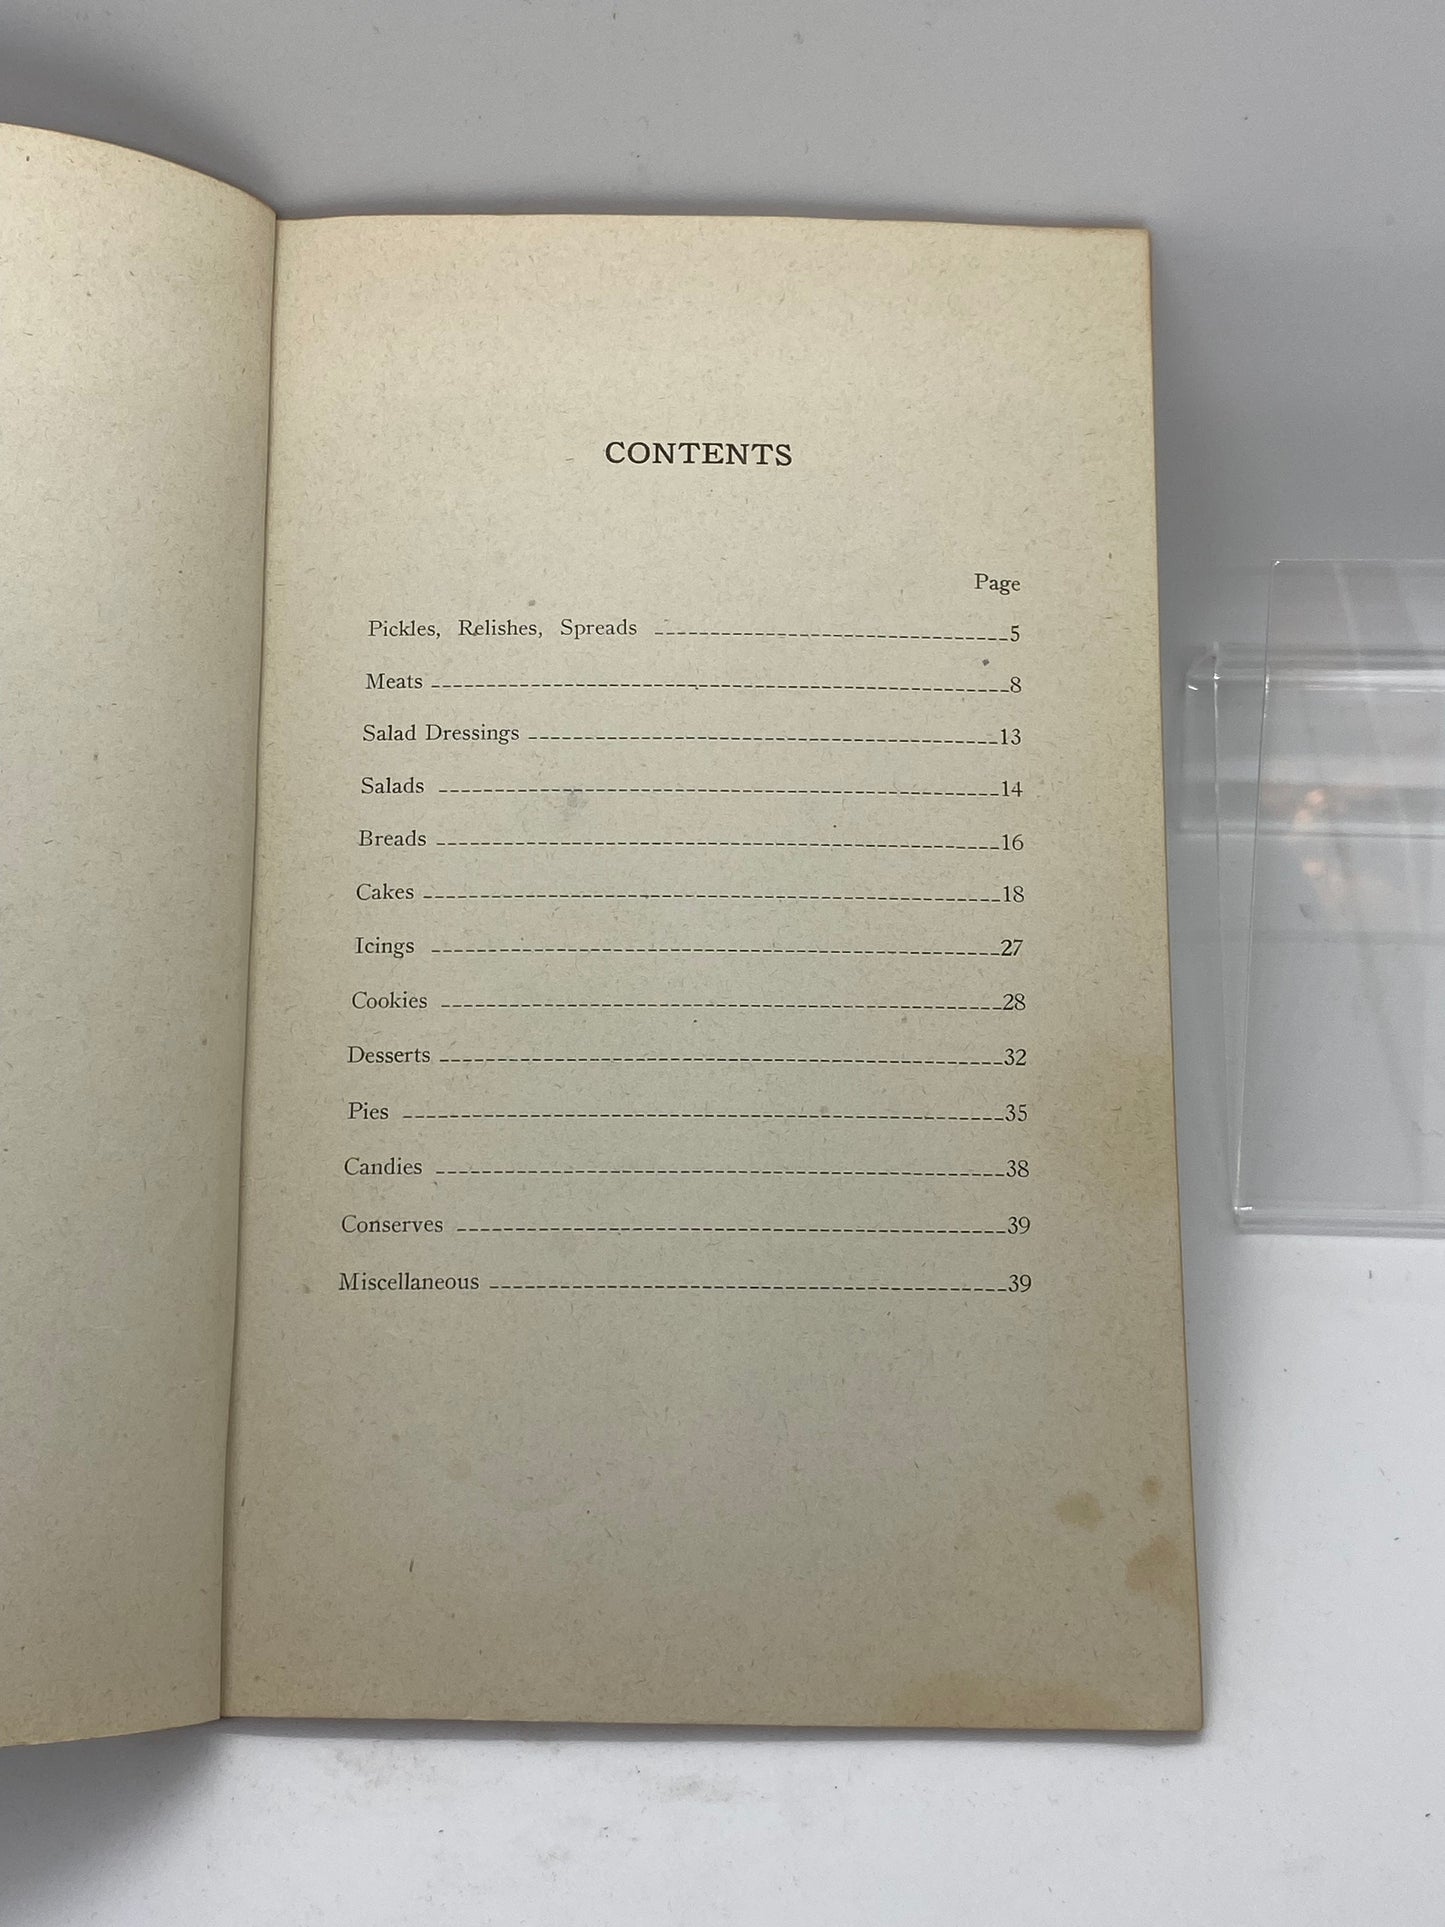 CONTENTS
Page
Pickles, Relishes, Spreads 5
Meats 8
Salad Dressings 13
Salads 14
Breads 16
Cakes 18
Icings 27
Cookies 28
Desserts 32
Pies 35
Candies 38
Conserves 39
Miscellaneous 39